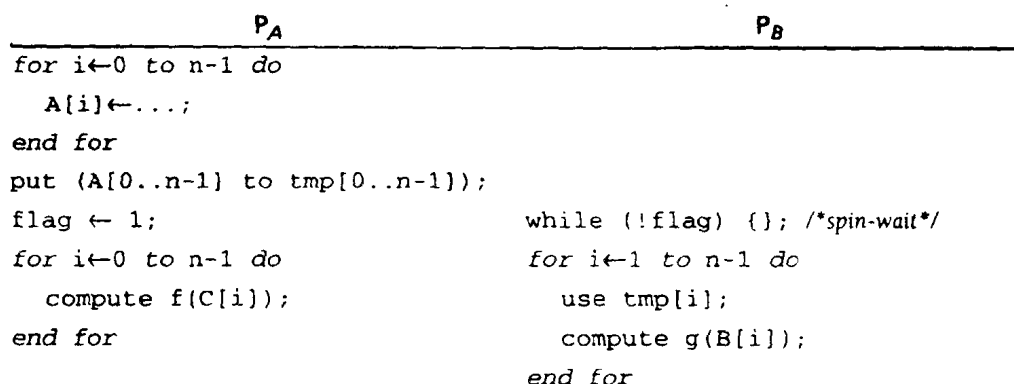 P_A P_B
for i←0 to n-1 do
A[i]←...;
end for
put (A[0..n-1] to tmp[0..n-1]);
flag ← 1; while (!flag) {}; /*spin-wait*/
for i←0 to n-1 do for i←1 to n-1 do
compute f(C[i]); use tmp[i];
end for compute g(B[i]);
end for